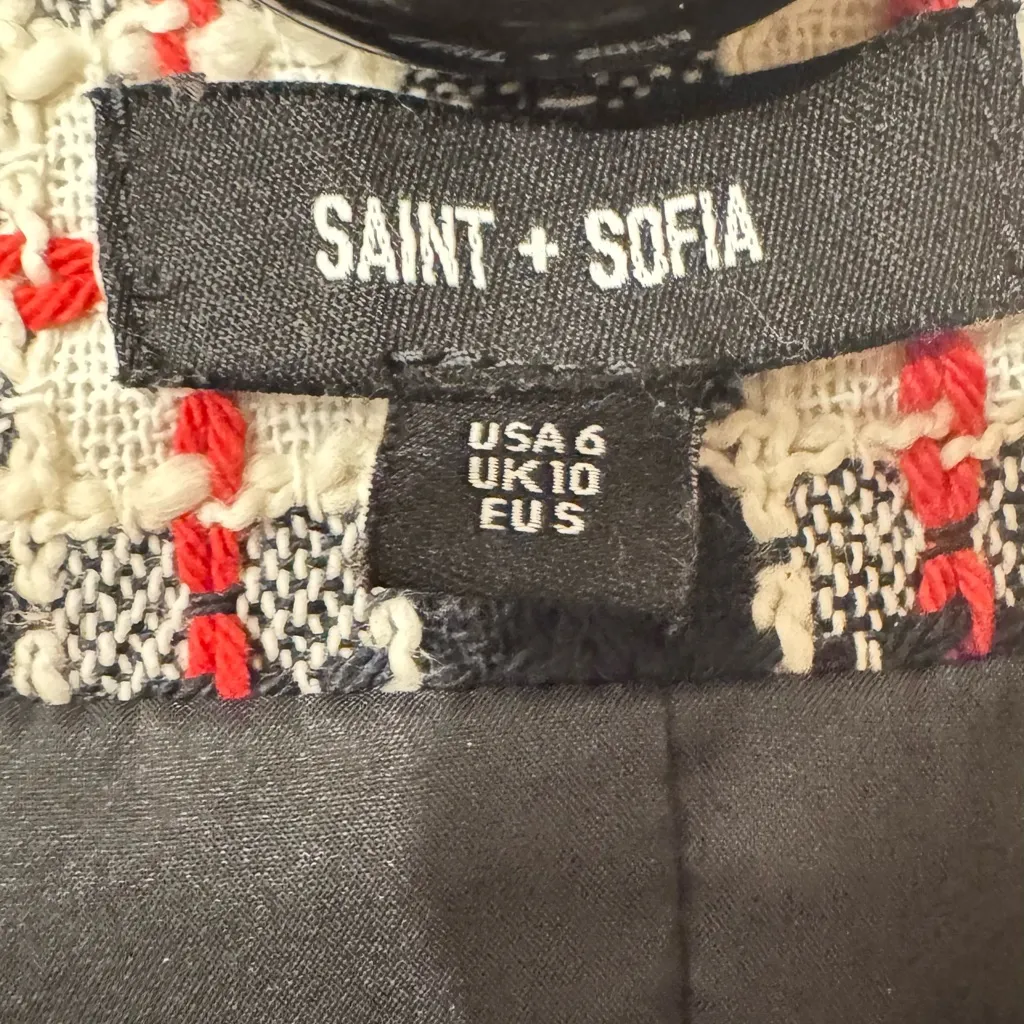 SAINT + SOFIA
USA 6
UK 10
EU S